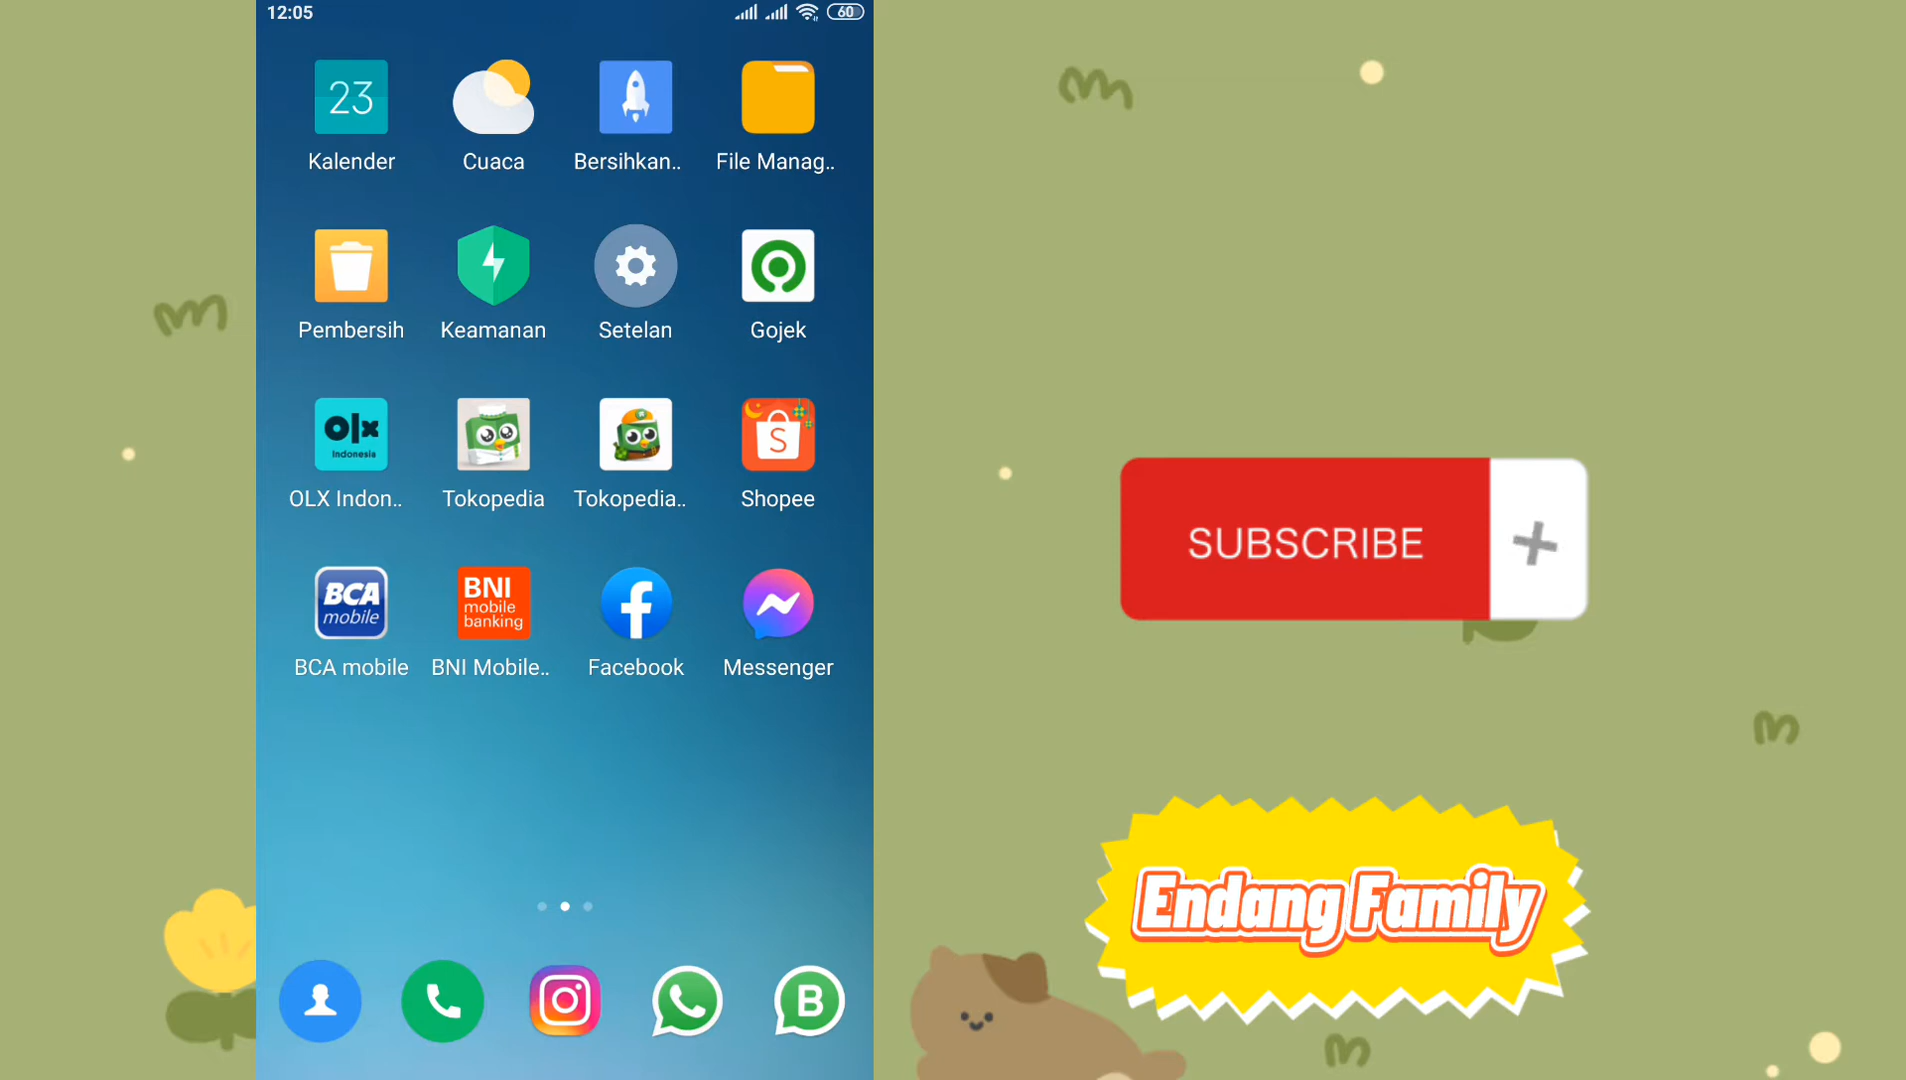 12:05
60
23
Kalender
Cuaca
Bersihkan..
File Manag..
Pembersih
Keamanan
Setelan
Gojek
olx
Indonesia
OLX Indon..
Tokopedia
Tokopedia..
S
Shopee
BCA
mobile
BCA mobile
BNI
mobile
banking
BNI Mobile..
Facebook
Messenger
B
SUBSCRIBE
Endang Family